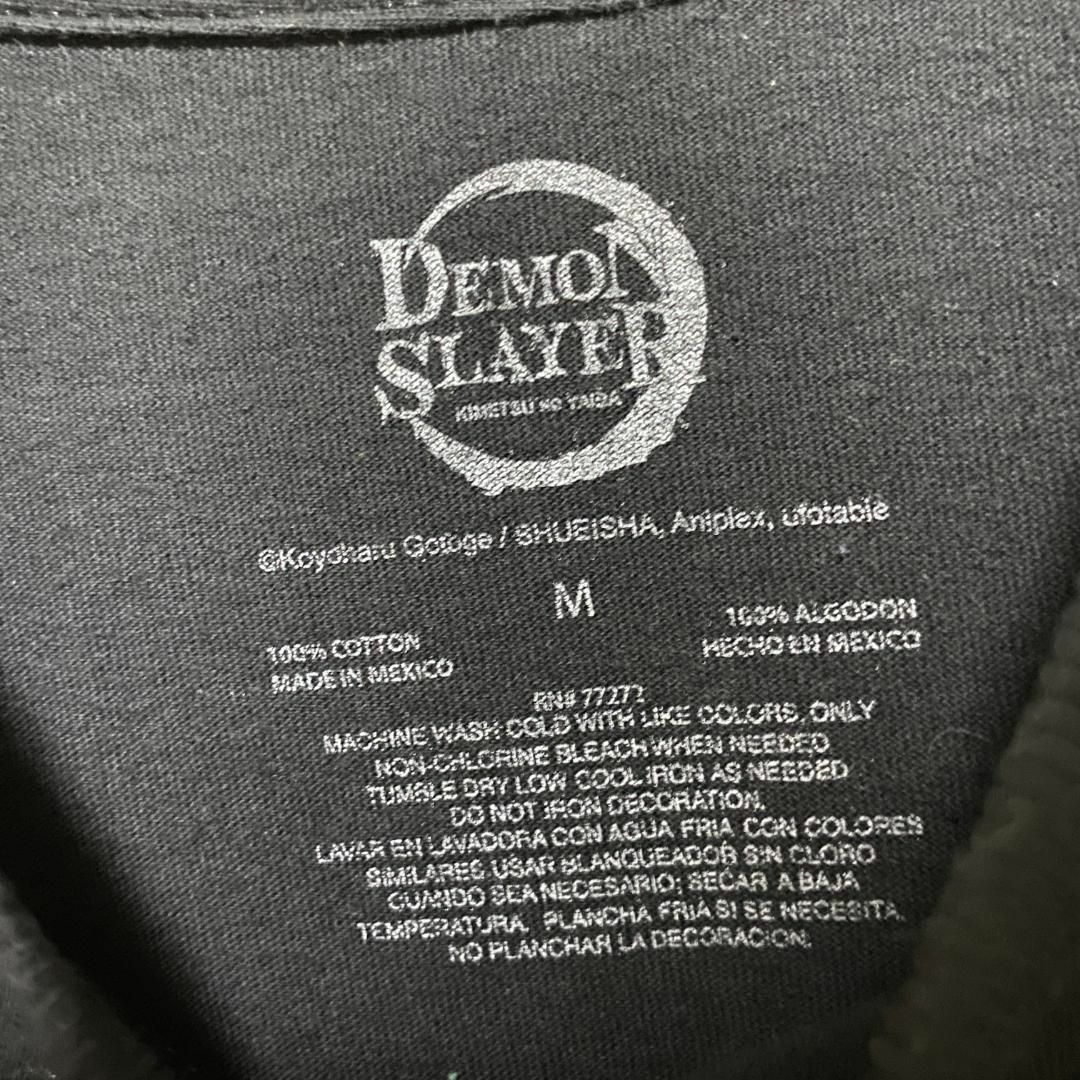 DEMON
SLAYER
KIMETSU NO YAIBA
©Koyoharu Gotoge / SHUEISHA, Aniplex, ufotable
M
100% COTTON
MADE IN MEXICO
100% ALGODON
HECHO EN MEXICO
RN# 77272
MACHINE WASH COLD WITH LIKE COLORS, ONLY
NON-CHLORINE BLEACH WHEN NEEDED
TUMBLE DRY LOW COOL IRON AS NEEDED
DO NOT IRON DECORATION.
LAVAR EN LAVADORA CON AGUA FRIA CON COLORES
SIMILARES USAR BLANQUEADOR SIN CLORO
CUANDO SEA NECESARIO; SECAR A BAJA
TEMPERATURA. PLANCHA FRIA SI SE NECESITA.
NO PLANCHAR LA DECORACION.